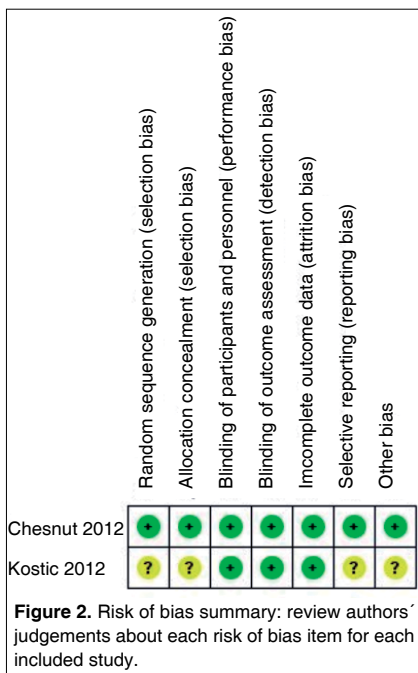 Random sequence generation (selection bias)
Allocation concealment (selection bias)
Blinding of participants and personnel (performance bias)
Blinding of outcome assessment (detection bias)
Imcomplete outcome data (attrition bias)
Selective reporting (reporting bias)
Other bias
Chesnut 2012 + + + + + + +
Kostic 2012 ? ? + + + ? ?
Figure 2. Risk of bias summary: review authors´
judgements about each risk of bias item for each
included study.